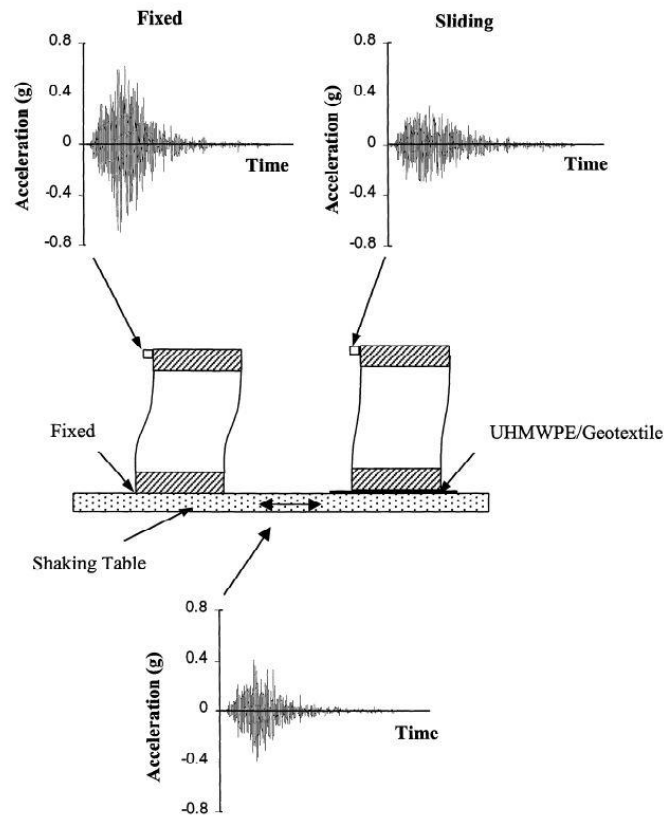 Fixed
Sliding
0.8
0.4
0
-0.4
-0.8
Acceleration (g)
Time
0.8
0.4
0
-0.4
-0.8
Acceleration (g)
Time
Fixed
UHMWPE/Geotextile
Shaking Table
0.8
0.4
0
-0.4
-0.8
Acceleration (g)
Time